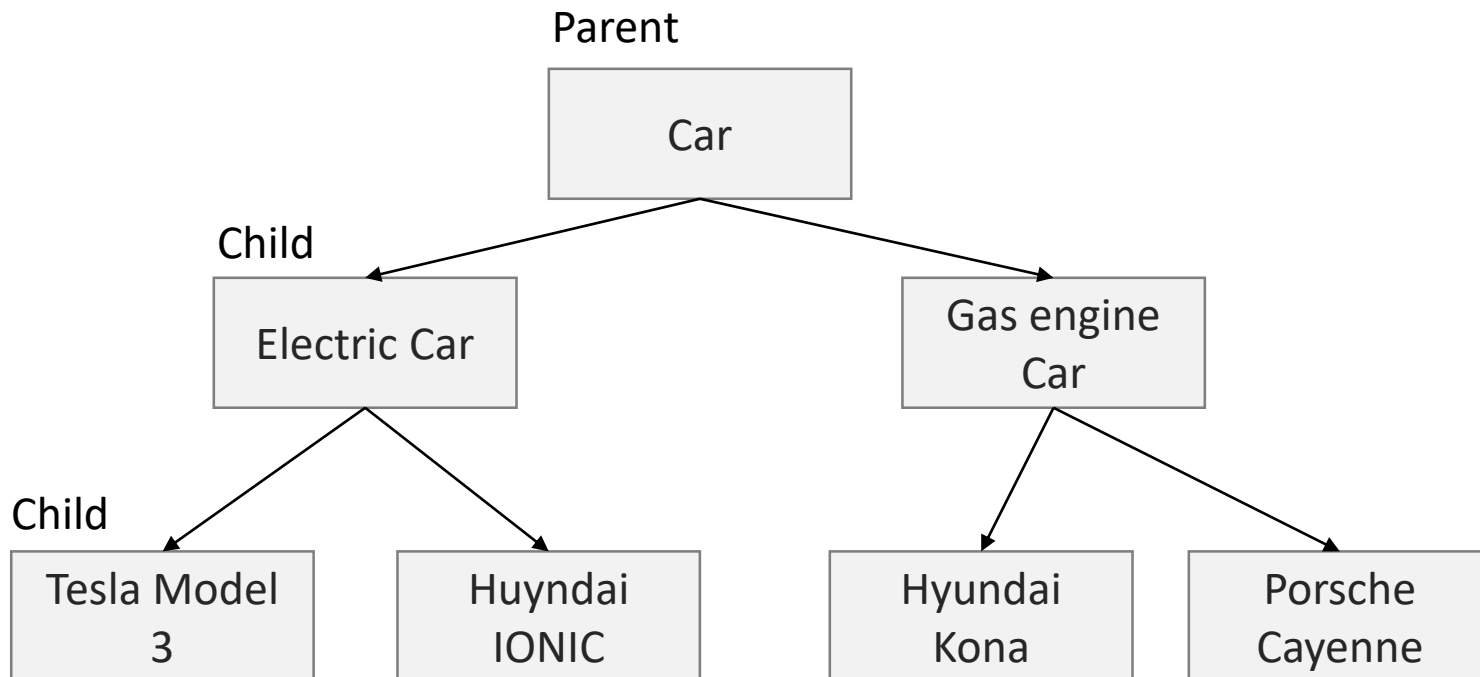 Parent
Car
Child
Electric Car
Gas engine
Car
Child
Tesla Model
3
Huyndai
IONIC
Hyundai
Kona
Porsche
Cayenne